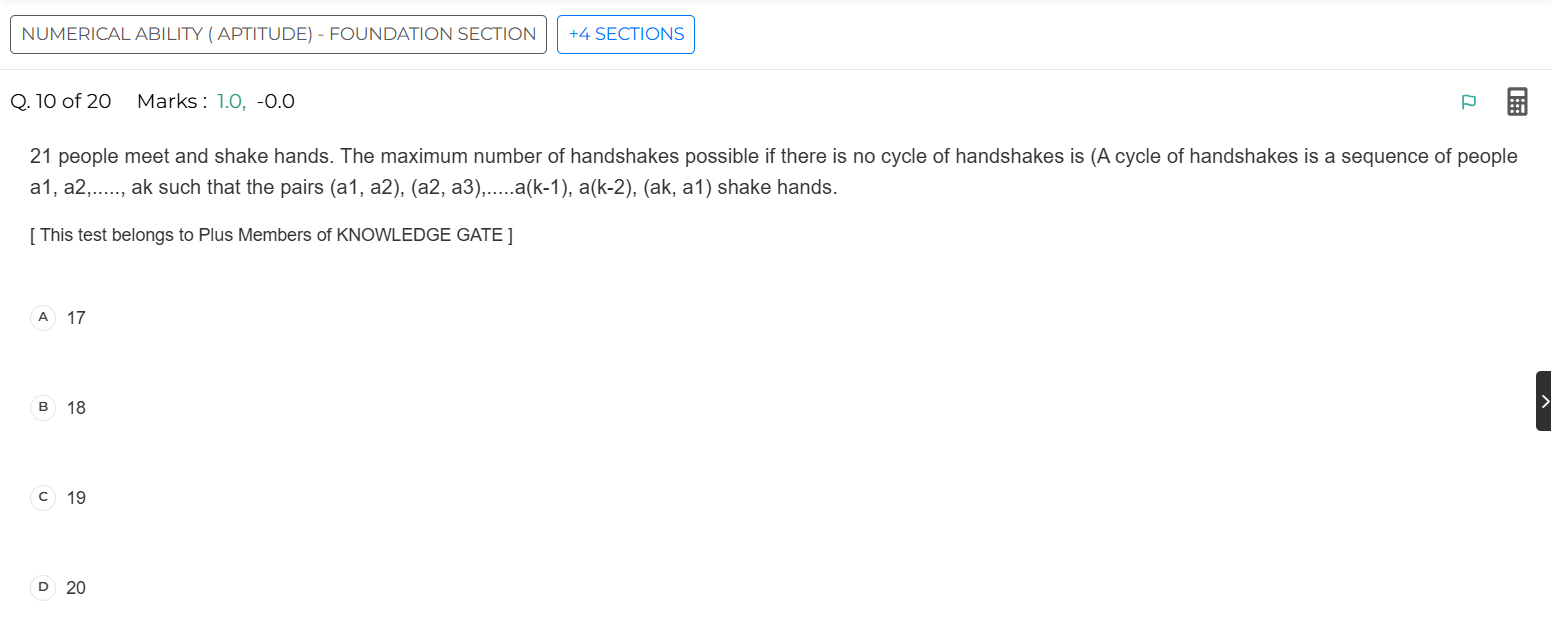 NUMERICAL ABILITY ( APTITUDE) - FOUNDATION SECTION
+4 SECTIONS
Q. 10 of 20 Marks : 1.0, -0.0
21 people meet and shake hands. The maximum number of handshakes possible if there is no cycle of handshakes is (A cycle of handshakes is a sequence of people
a1, a2,....., ak such that the pairs (a1, a2), (a2, a3),.....a(k-1), a(k-2), (ak, a1) shake hands.
[ This test belongs to Plus Members of KNOWLEDGE GATE ]
A 17
B 18
C 19
D 20